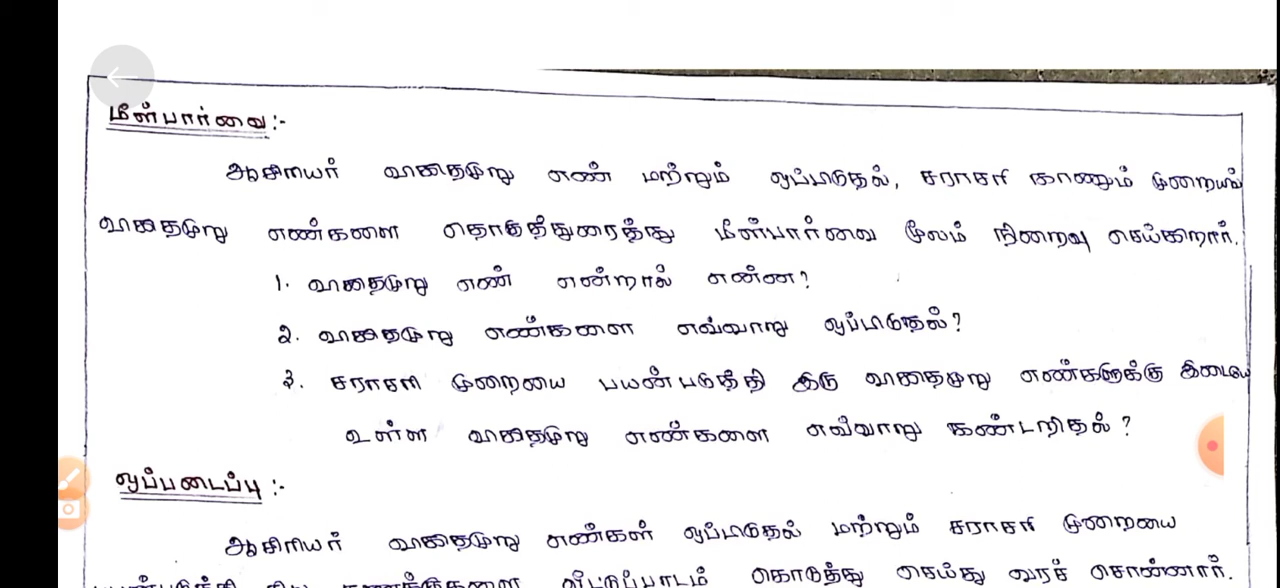 மீள்பார்வை :-
ஆசிரியர் விகிதமுறு எண் மற்றும் ஒப்பிடுதல், சராசரி காணும் முறையில்
விகிதமுறு எண்களை தொகுத்துரைத்து மீள்பார்வை மூலம் நிறைவு செய்கிறார்.
1. விகிதமுறு எண் என்றால் என்ன?
2. விகிதமுறு எண்களை எவ்வாறு ஒப்பிடுதல்?
3. சராசரி முறையை பயன்படுத்தி இரு விகிதமுறு எண்களுக்கு இடையே
உள்ள விகிதமுறு எண்களை எவ்வாறு கண்டறிதல்?
ஒப்படைப்பு :-
ஆசிரியர் விகிதமுறு எண்கள் ஒப்பிடுதல் மற்றும் சராசரி முறையை
வீட்டுப்பாடம் கொடுத்து செய்து வரச் சொன்னார்.